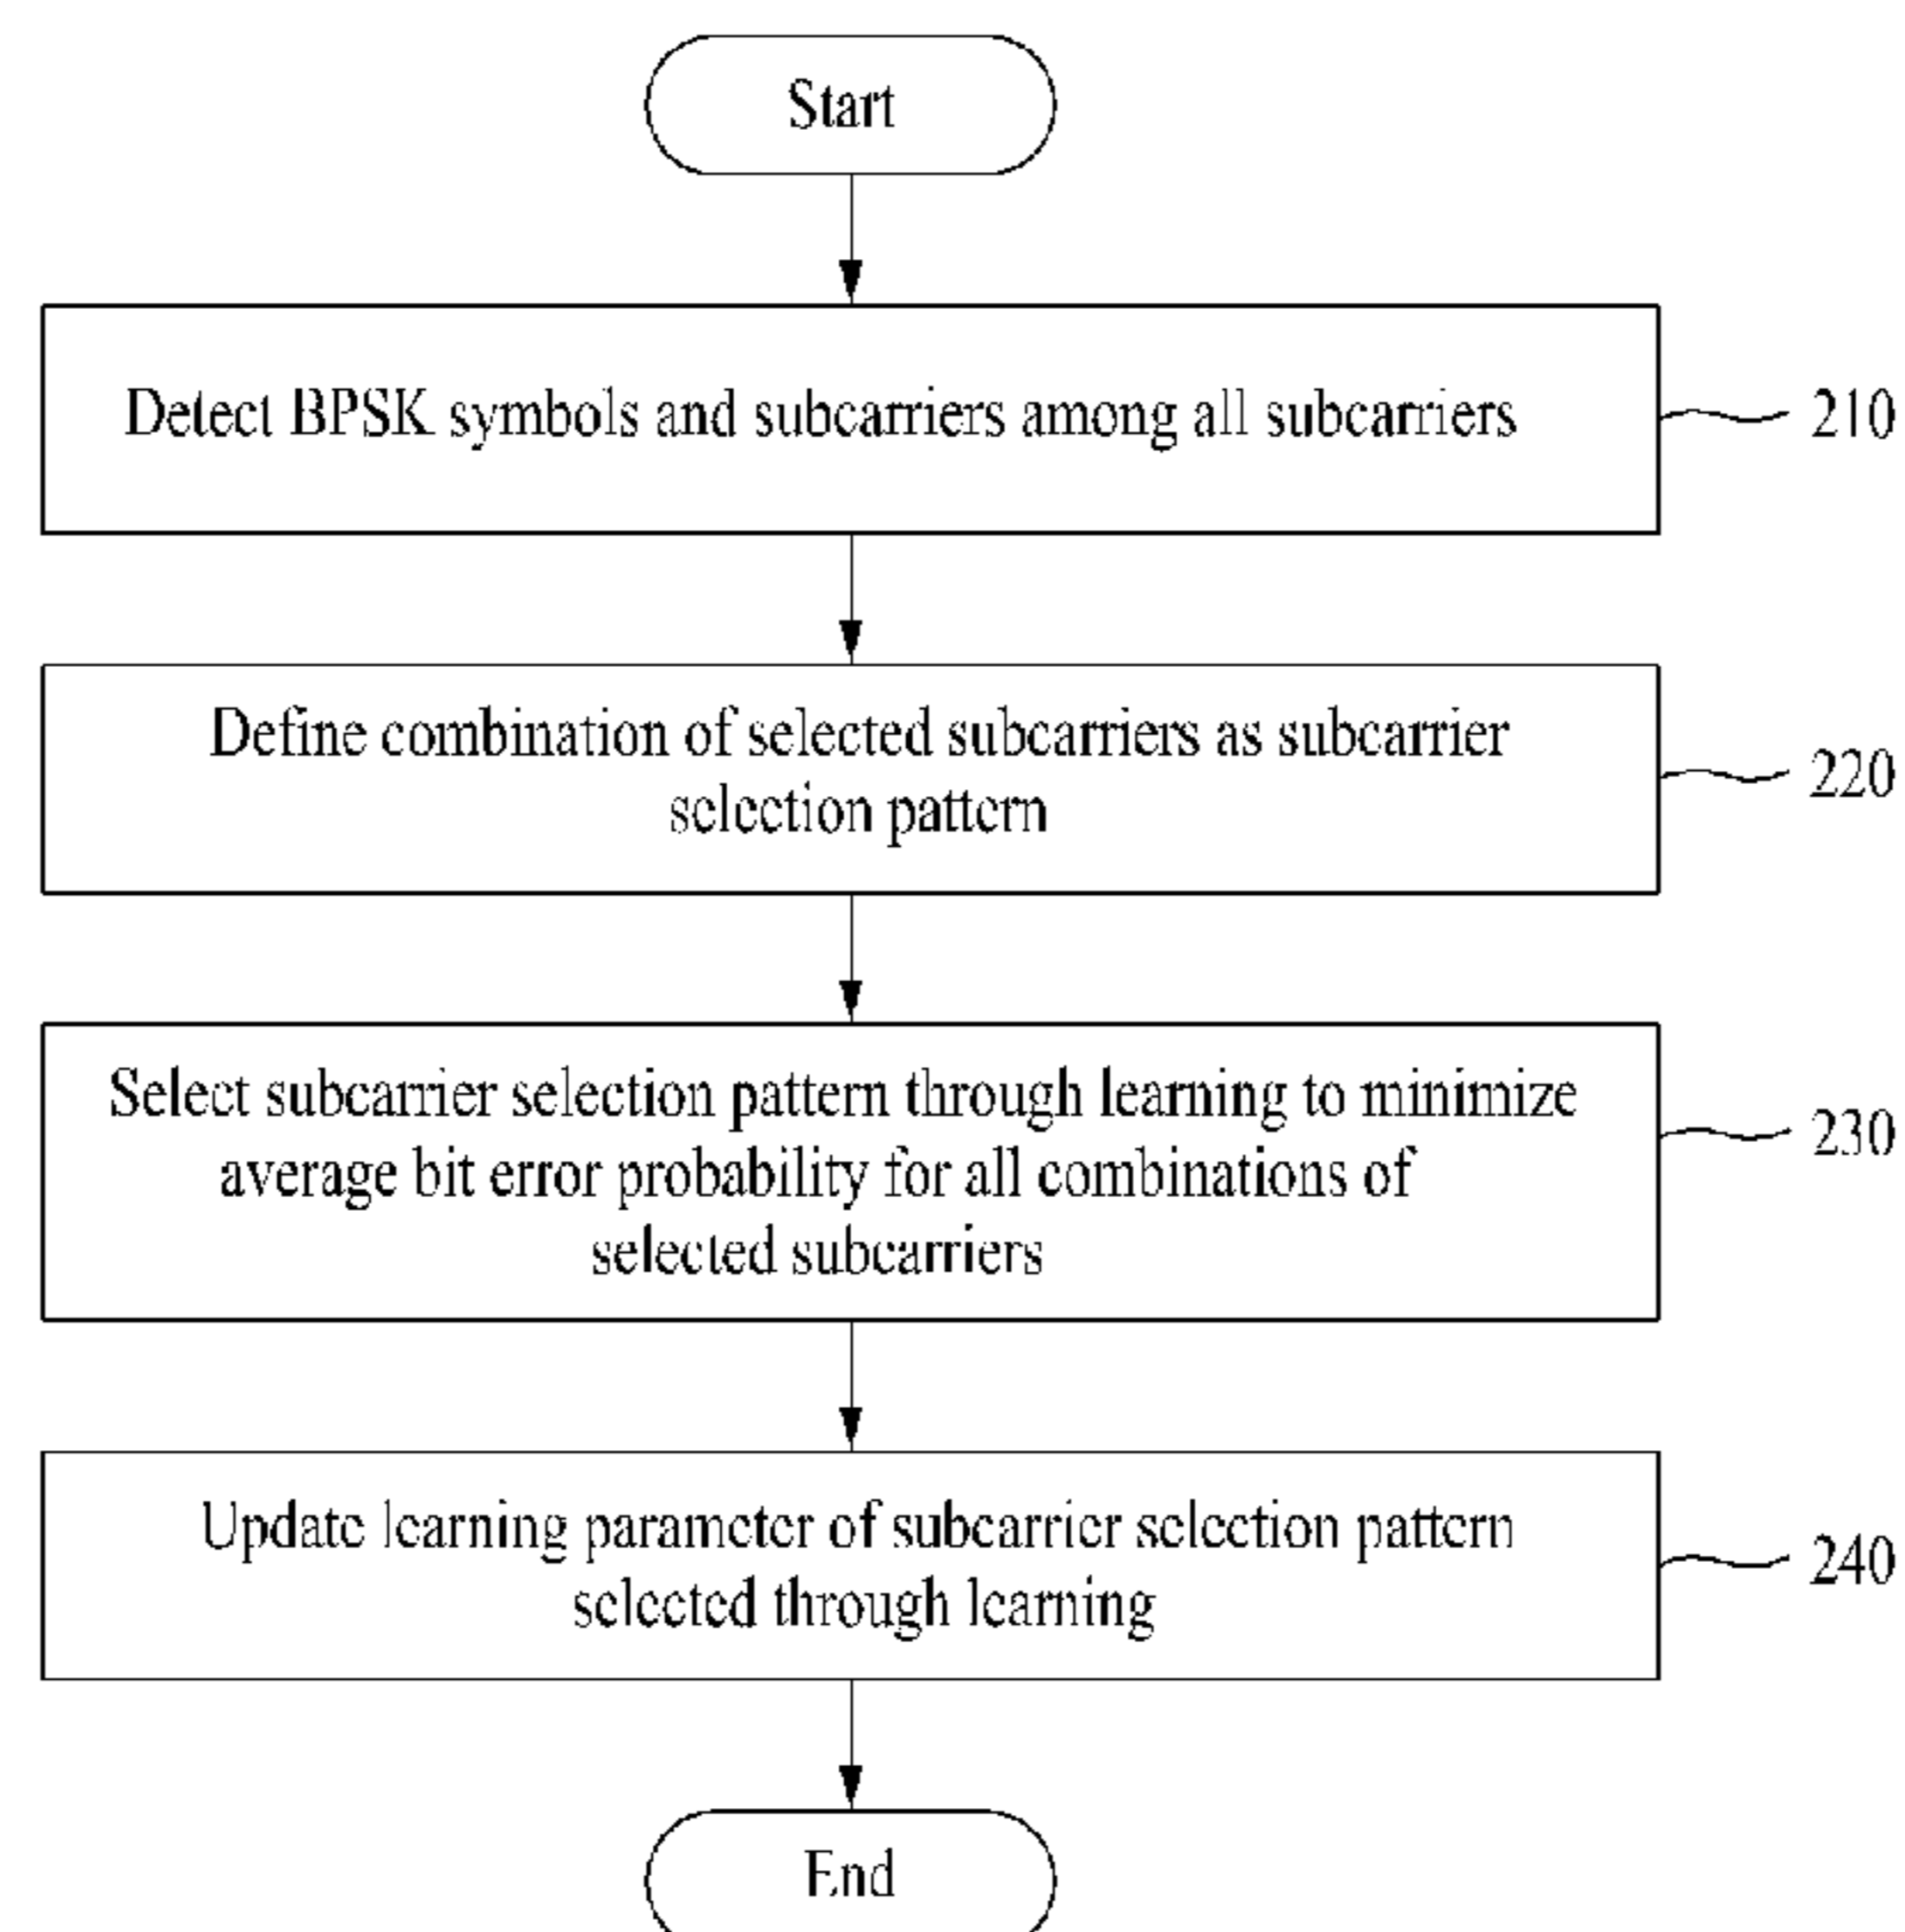 Start
Detect BPSK symbols and subcarriers among all subcarriers
210
Define combination of selected subcarriers as subcarrier
selection pattern
220
Select subcarrier selection pattern through learning to minimize
average bit error probability for all combinations of
selected subcarriers
230
Update learning parameter of subcarrier selection pattern
selected through learning
240
End